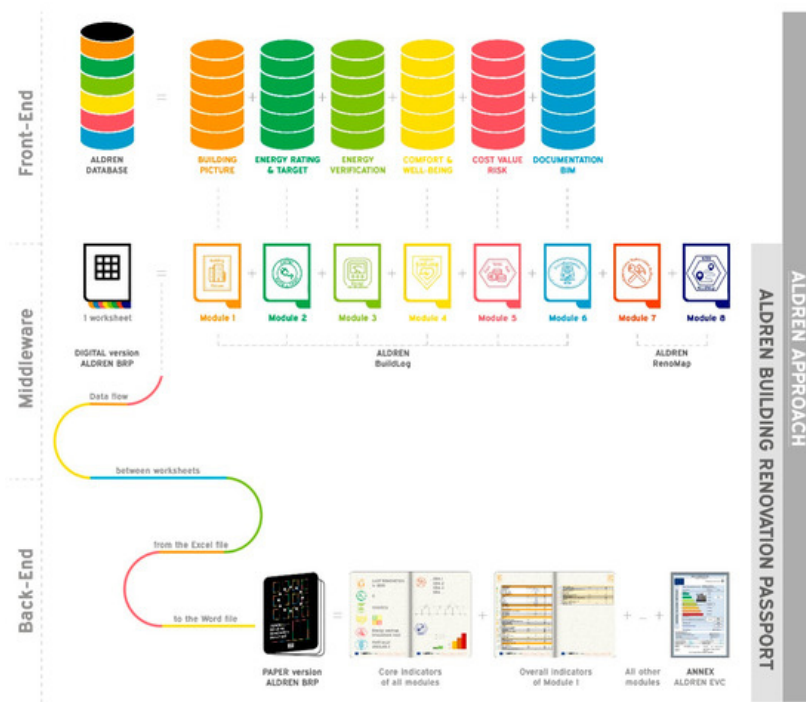 Front-End
ALDREN
DATABASE
=
BUILDING
PICTURE
+
ENERGY RATING
& TARGET
+
ENERGY
VERIFICATION
+
COMFORT &
WELL-BEING
+
COST VALUE
RISK
+
DOCUMENTATION
BIM
Middleware
1 worksheet
=
Module 1
+
Module 2
+
Module 3
+
Module 4
+
Module 5
+
Module 6
+
Module 7
+
Module 8
DIGITAL version
ALDREN BRP
ALDREN
BuildLog
ALDREN
RenoMap
Data flow
between worksheets
Back-End
from the Excel file
to the Word file
PAPER version
ALDREN BRP
=
Core indicators
of all modules
+
Overall indicators
of Module 1
+ ... +
All other
modules
ANNEX
ALDREN EVC
ALDREN BUILDING RENOVATION PASSPORT
ALDREN APPROACH